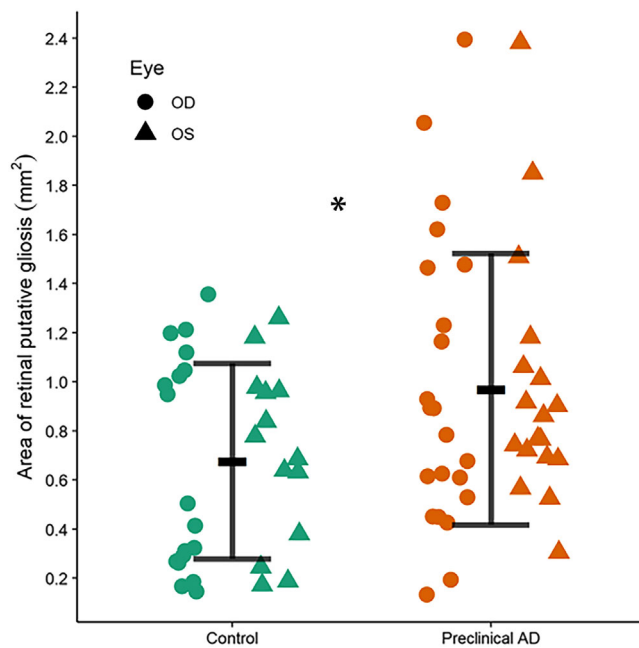 Area of retinal putative gliosis (mm²)
2.4
2.2
2.0
1.8
1.6
1.4
1.2
1.0
0.8
0.6
0.4
0.2
Eye
OD
OS
*
Control
Preclinical AD